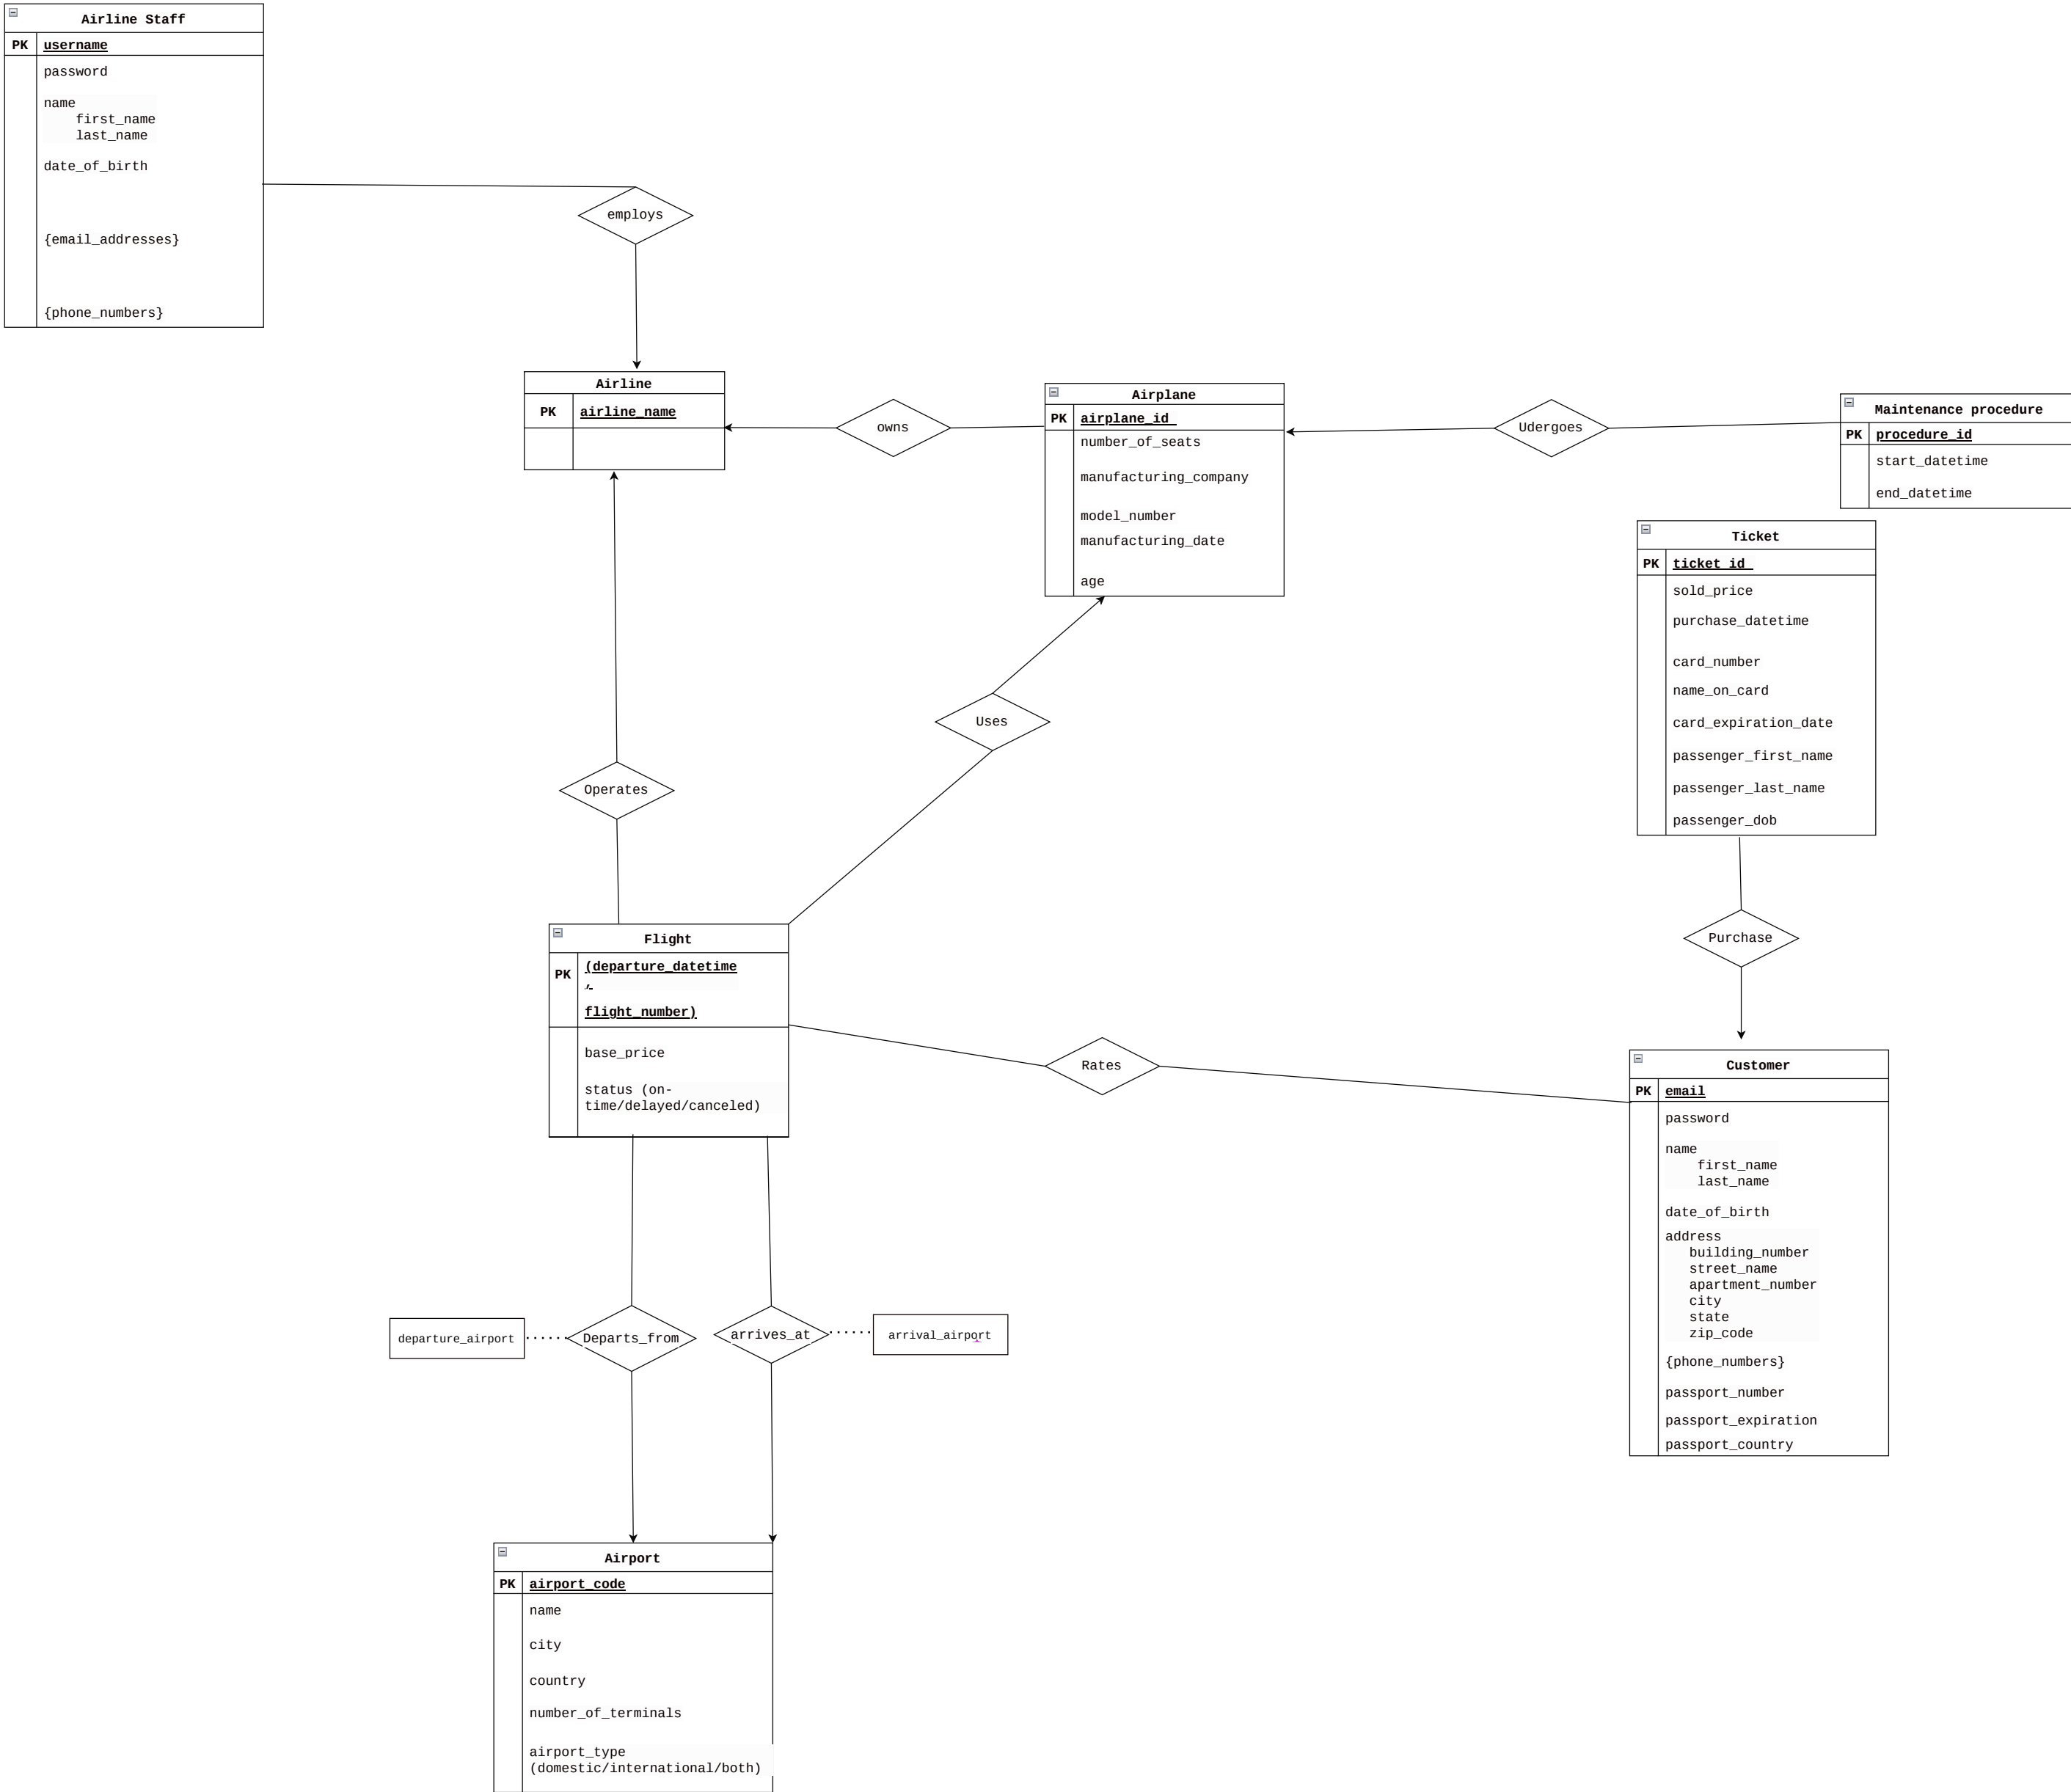 Airline Staff
PK username
password
name
first_name
last_name
date_of_birth
{email_addresses}
{phone_numbers}
employs
Airline
PK airline_name
owns
Airplane
PK airplane_id_
number_of_seats
manufacturing_company
model_number
manufacturing_date
age
Udergoes
Maintenance procedure
PK procedure_id
start_datetime
end_datetime
Ticket
PK ticket_id_
sold_price
purchase_datetime
card_number
name_on_card
card_expiration_date
passenger_first_name
passenger_last_name
passenger_dob
Uses
Operates
Purchase
Flight
PK (departure_datetime
,
flight_number)
base_price
status (on-
time/delayed/canceled)
Rates
Customer
PK email
password
name
first_name
last_name
date_of_birth
address
building_number
street_name
apartment_number
city
state
zip_code
{phone_numbers}
passport_number
passport_expiration
passport_country
departure_airport
Departs_from
arrives_at
arrival_airport
Airport
PK airport_code
name
city
country
number_of_terminals
airport_type
(domestic/international/both)